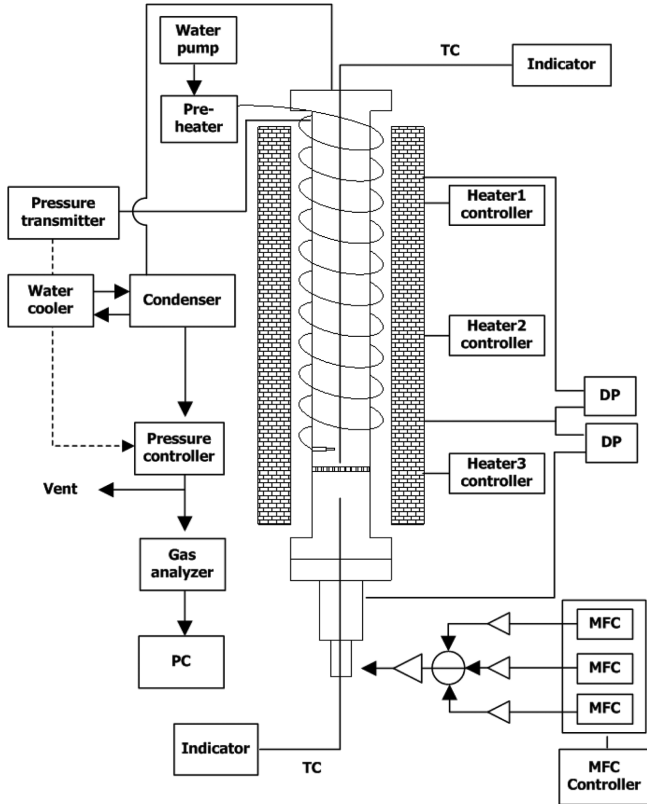 Water
pump
TC
Indicator
Pre-
heater
Pressure
transmitter
Heater1
controller
Water
cooler
Condenser
Heater2
controller
DP
DP
Pressure
controller
Heater3
controller
Vent
Gas
analyzer
PC
MFC
MFC
MFC
Indicator
TC
MFC
Controller